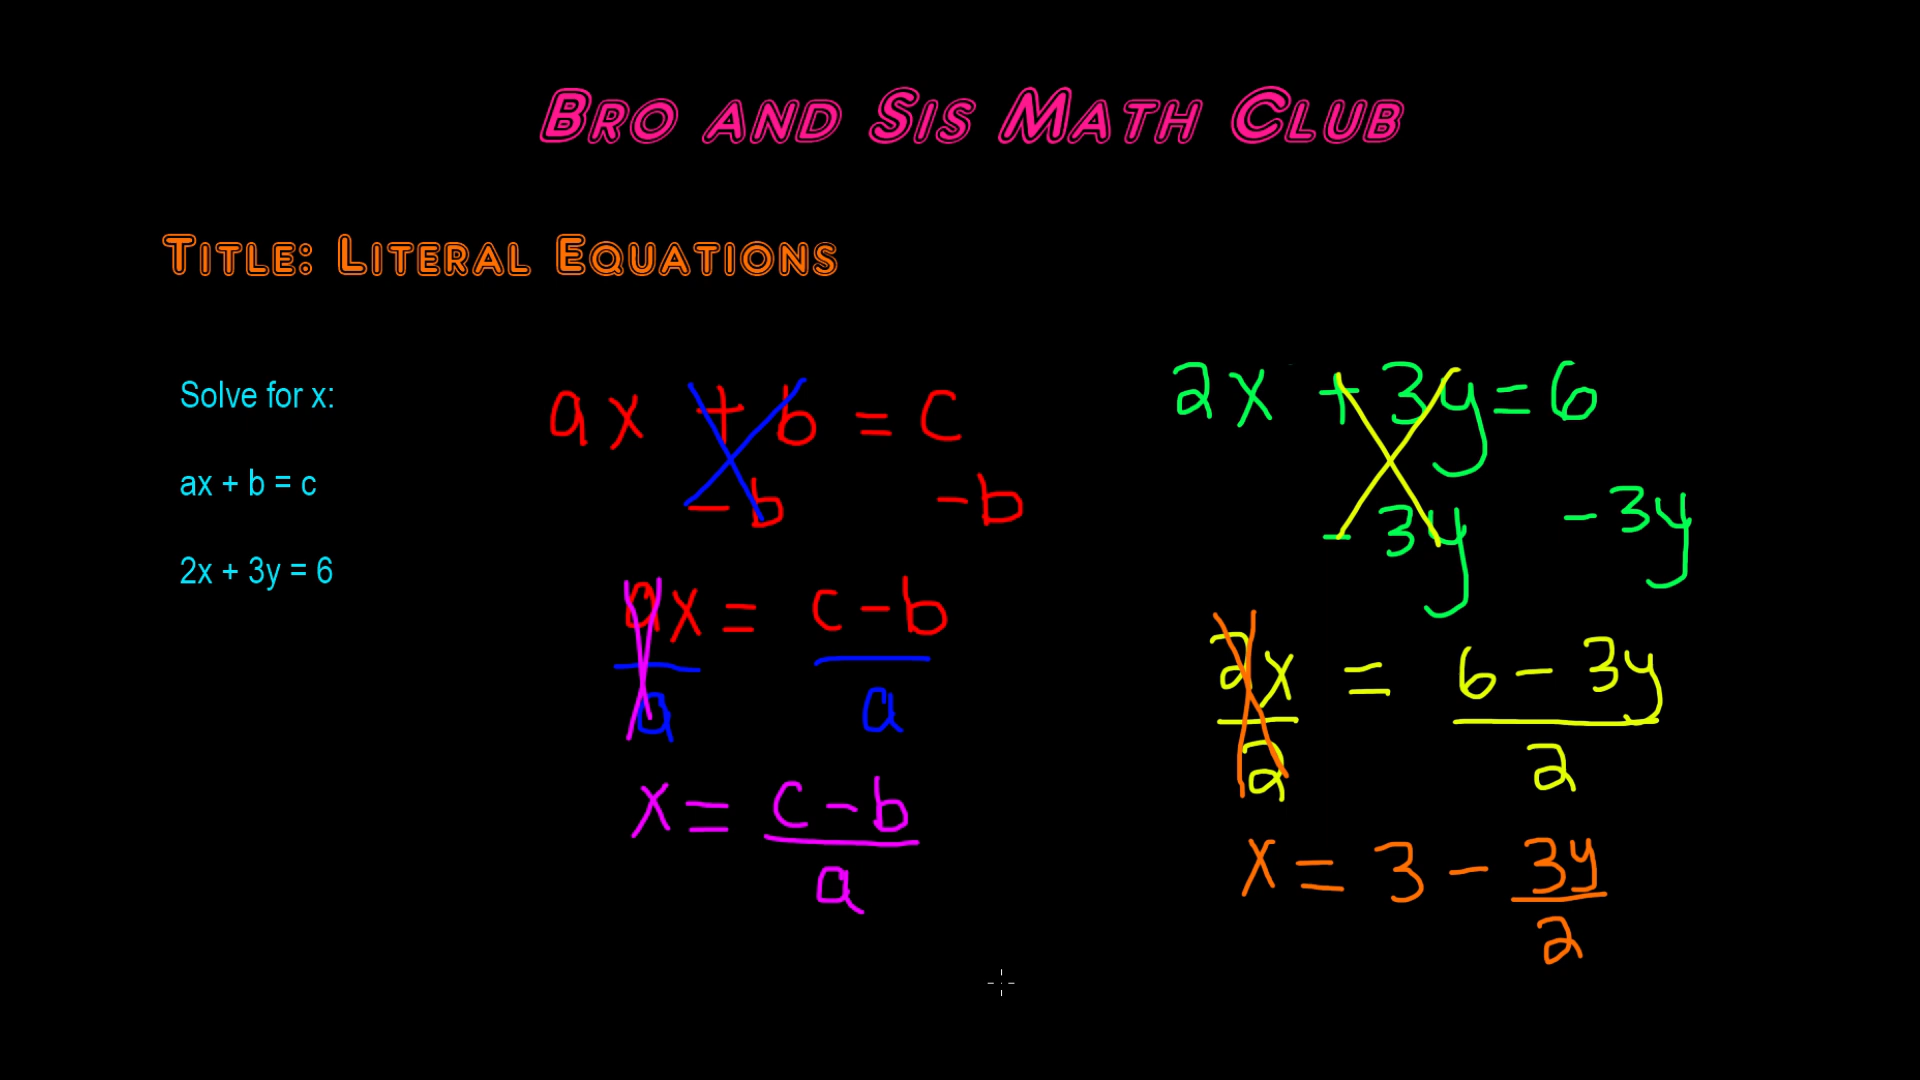 Bro and Sis Math Club
Title: Literal Equations
Solve for x:
ax + b = c
2x + 3y = 6
ax + b = c
- b -b
ax = c - b
a a
x = c - b
a
2x + 3y = 6
- 3y - 3y
2x = 6 - 3y
2 2
x = 3 - 3y
2